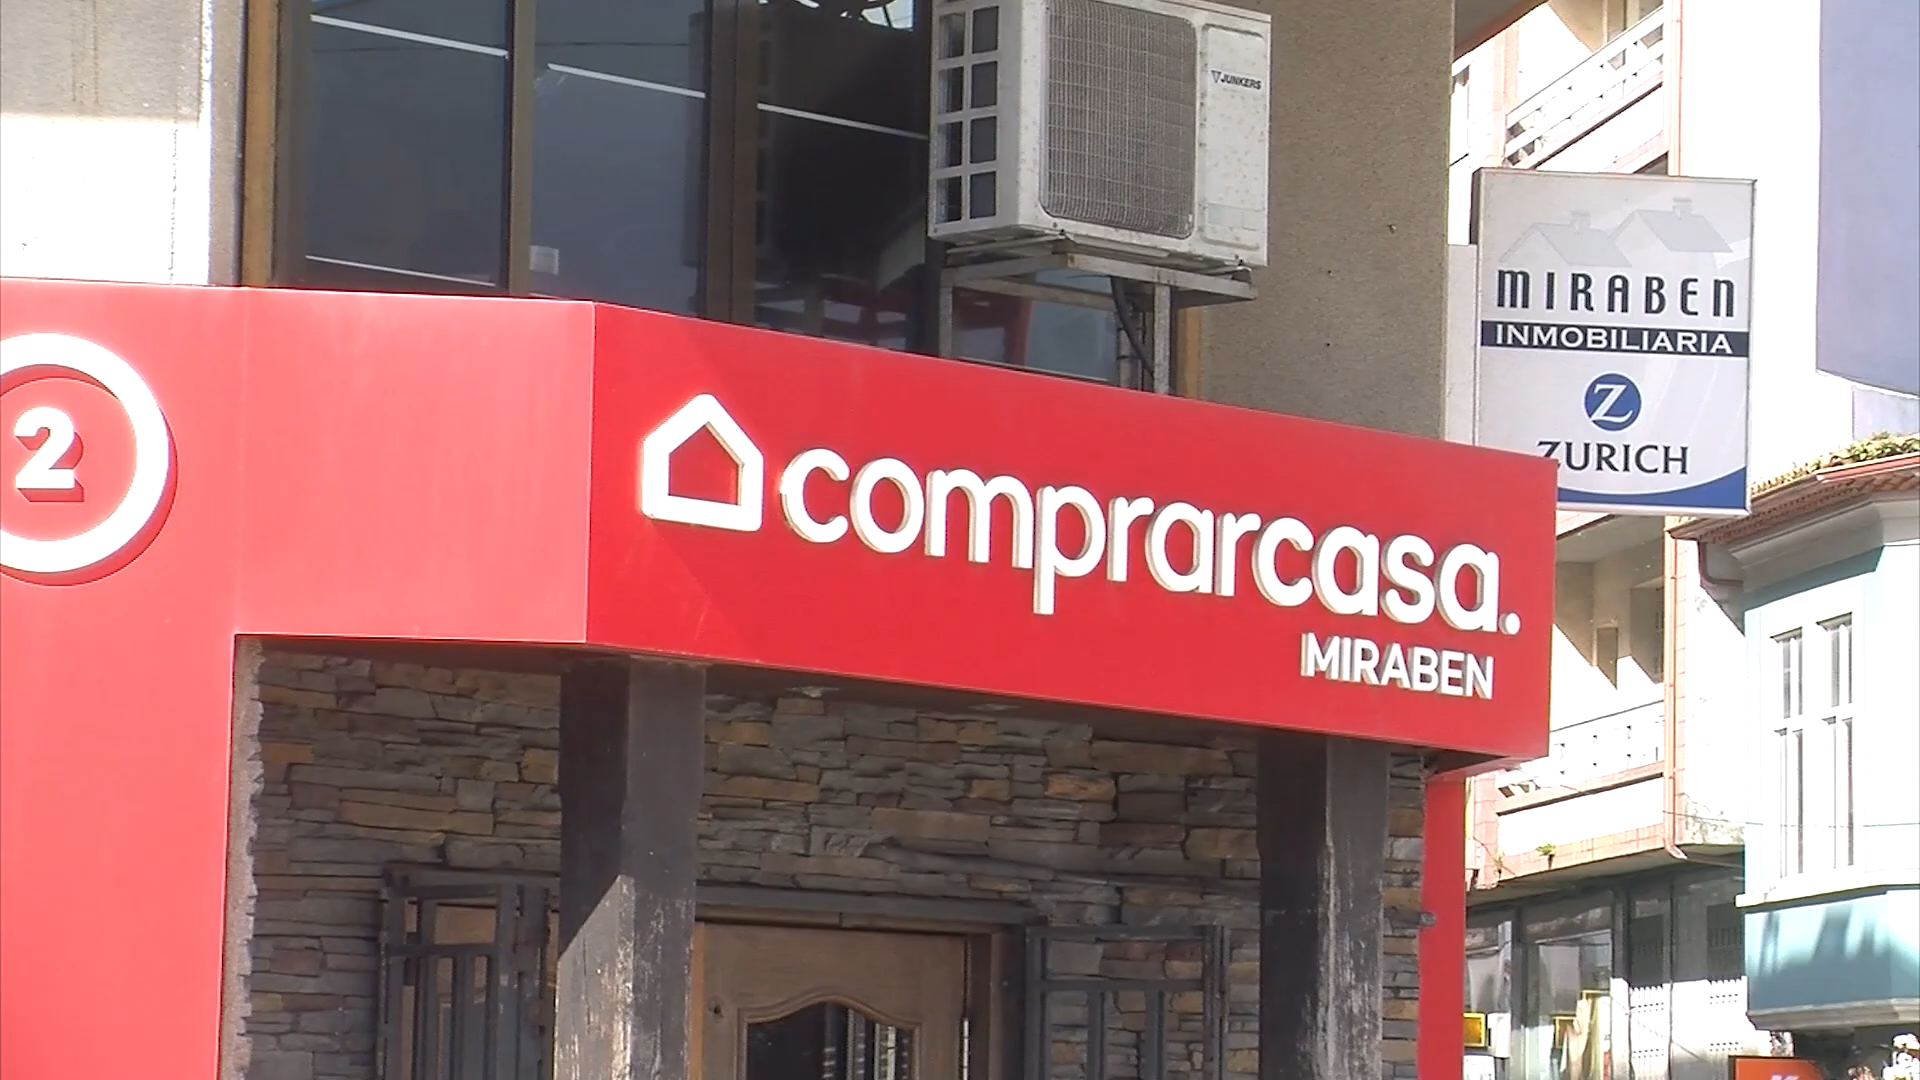 JUNKERS
MIRABEN
INMOBILIARIA
Z
ZURICH
2
comprarcasa.
MIRABEN